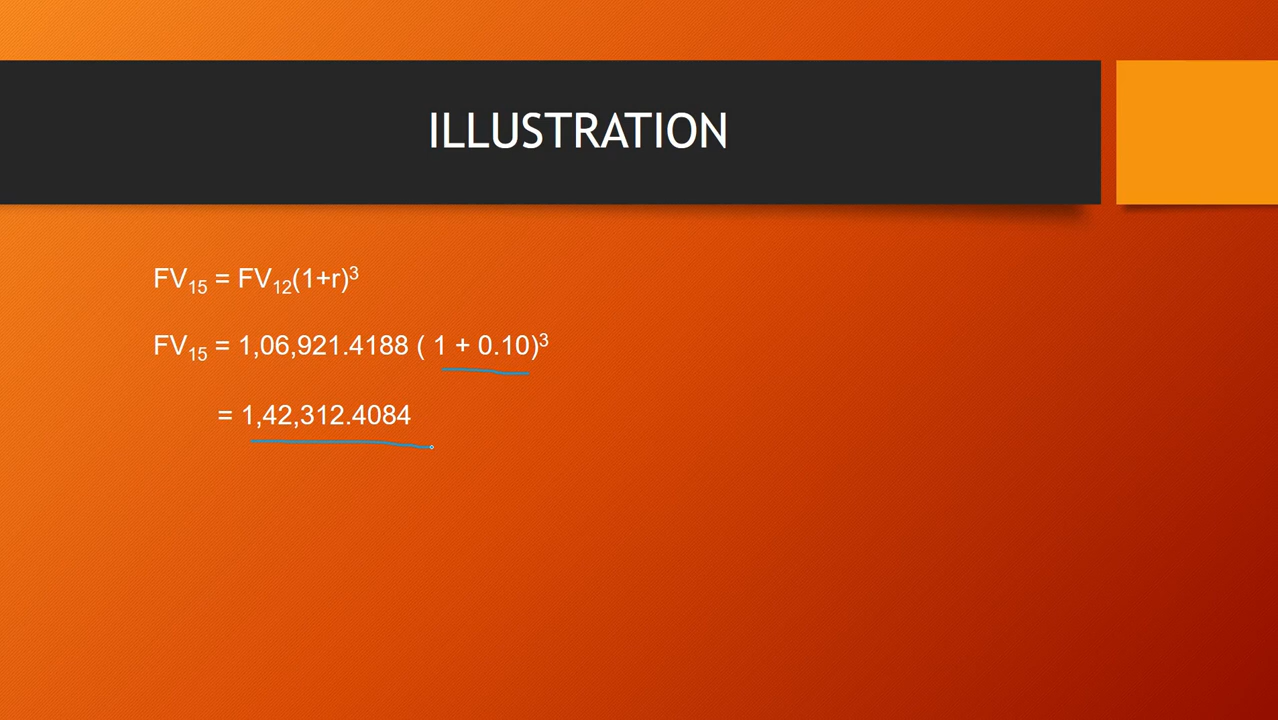 ILLUSTRATION
FV₁₅ = FV₁₂(1+r)³
FV₁₅ = 1,06,921.4188 ( 1 + 0.10)³
= 1,42,312.4084